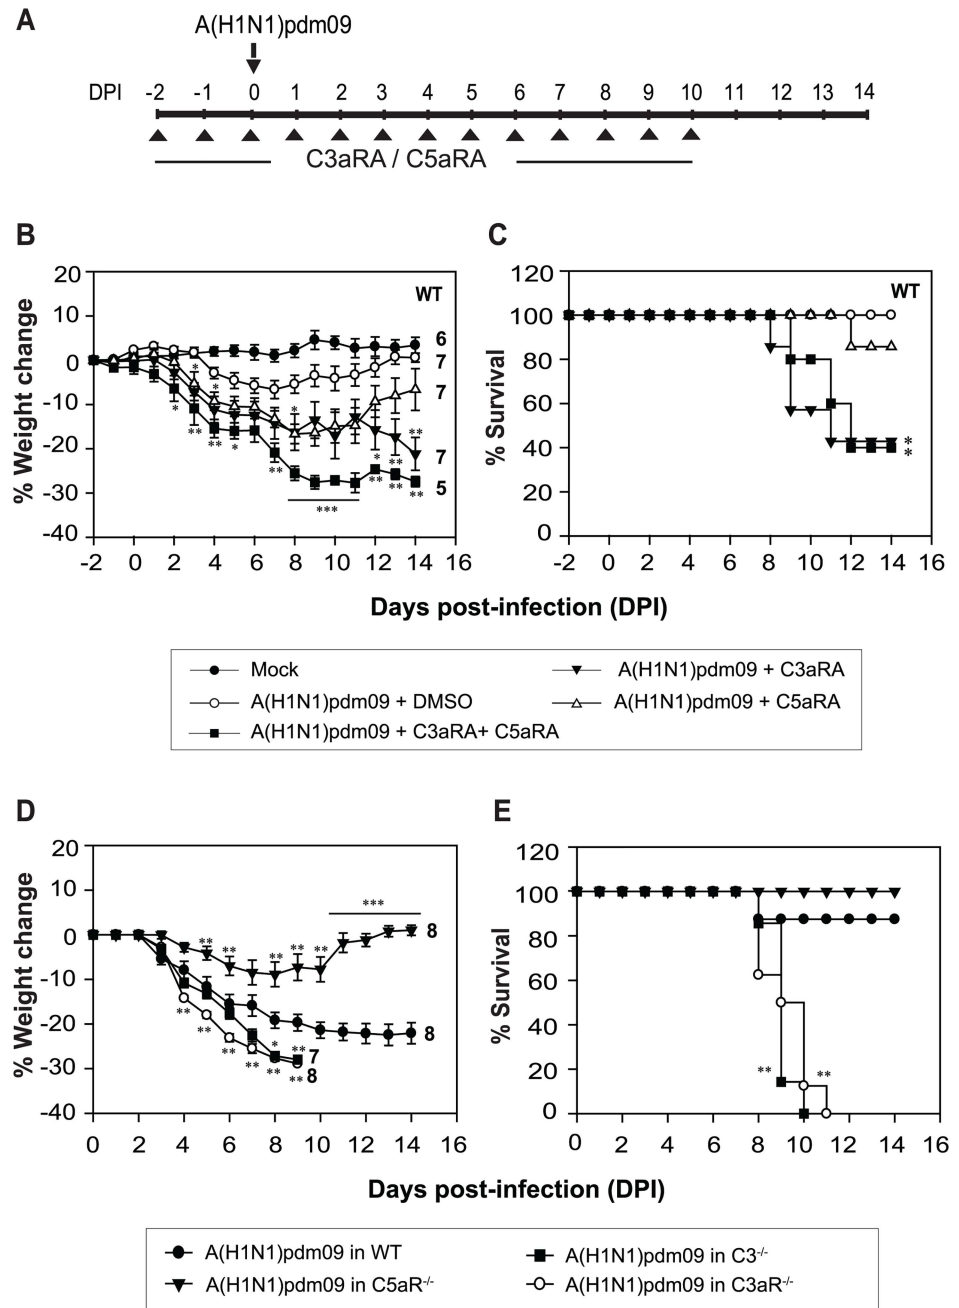 A
A(H1N1)pdm09
DPI -2 -1 0 1 2 3 4 5 6 7 8 9 10 11 12 13 14
C3aRA / C5aRA
B
% Weight change
20
10
0
-10
-20
-30
-40
WT
6
7
7
7
5
*
*
*
**
**
*
**
*
***
*
**
**
**
**
**
-2 0 2 4 6 8 10 12 14 16
C
% Survival
120
100
80
60
40
20
0
WT
*
*
-2 0 2 4 6 8 10 12 14 16
Days post-infection (DPI)
Mock
A(H1N1)pdm09 + C3aRA
A(H1N1)pdm09 + DMSO
A(H1N1)pdm09 + C5aRA
A(H1N1)pdm09 + C3aRA+ C5aRA
D
% Weight change
20
10
0
-10
-20
-30
-40
***
** ** ** ** **
8
8
7
8
** ** ** ** ** **
* **
0 2 4 6 8 10 12 14 16
E
% Survival
120
100
80
60
40
20
0
** **
0 2 4 6 8 10 12 14 16
Days post-infection (DPI)
A(H1N1)pdm09 in WT
A(H1N1)pdm09 in C3-/-
A(H1N1)pdm09 in C5aR-/-
A(H1N1)pdm09 in C3aR-/-